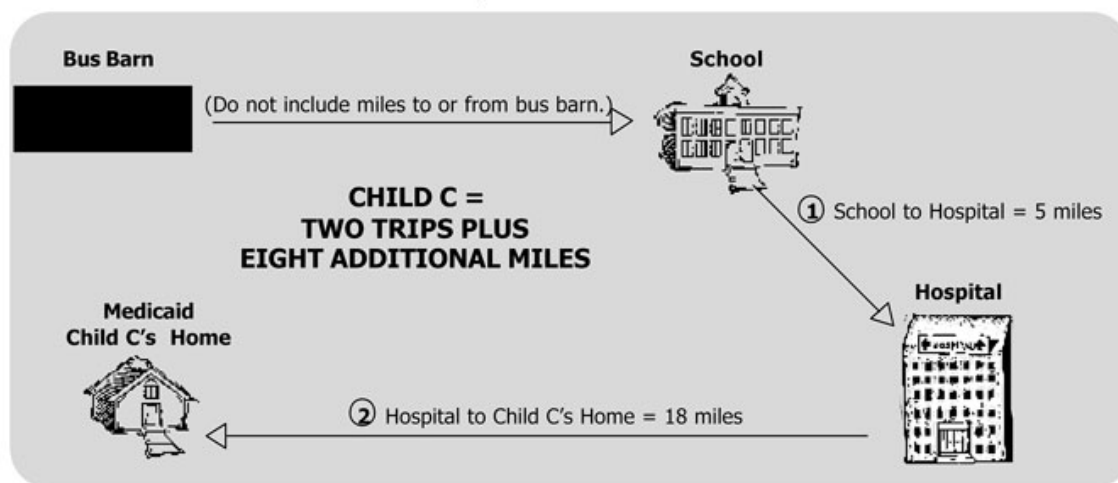 Bus Barn
School
(Do not include miles to or from bus barn.)
CHILD C =
TWO TRIPS PLUS
EIGHT ADDITIONAL MILES
1 School to Hospital = 5 miles
Hospital
Medicaid
Child C's Home
2 Hospital to Child C's Home = 18 miles